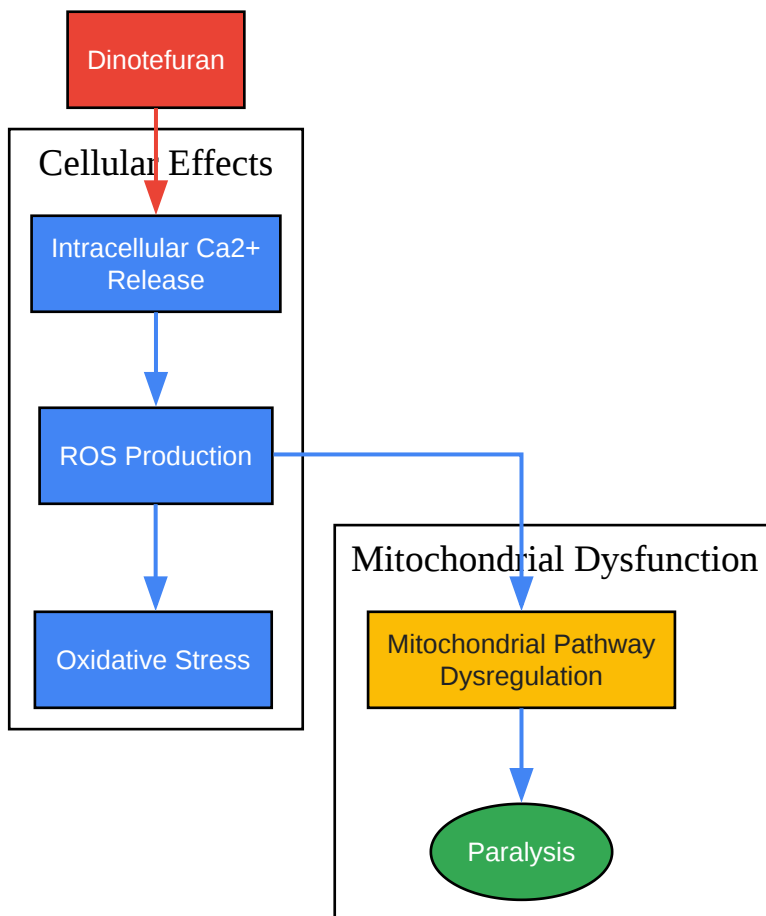 Dinotefuran
Cellular Effects
Intracellular Ca2+
Release
ROS Production
Oxidative Stress
Mitochondrial Dysfunction
Mitochondrial Pathway
Dysregulation
Paralysis